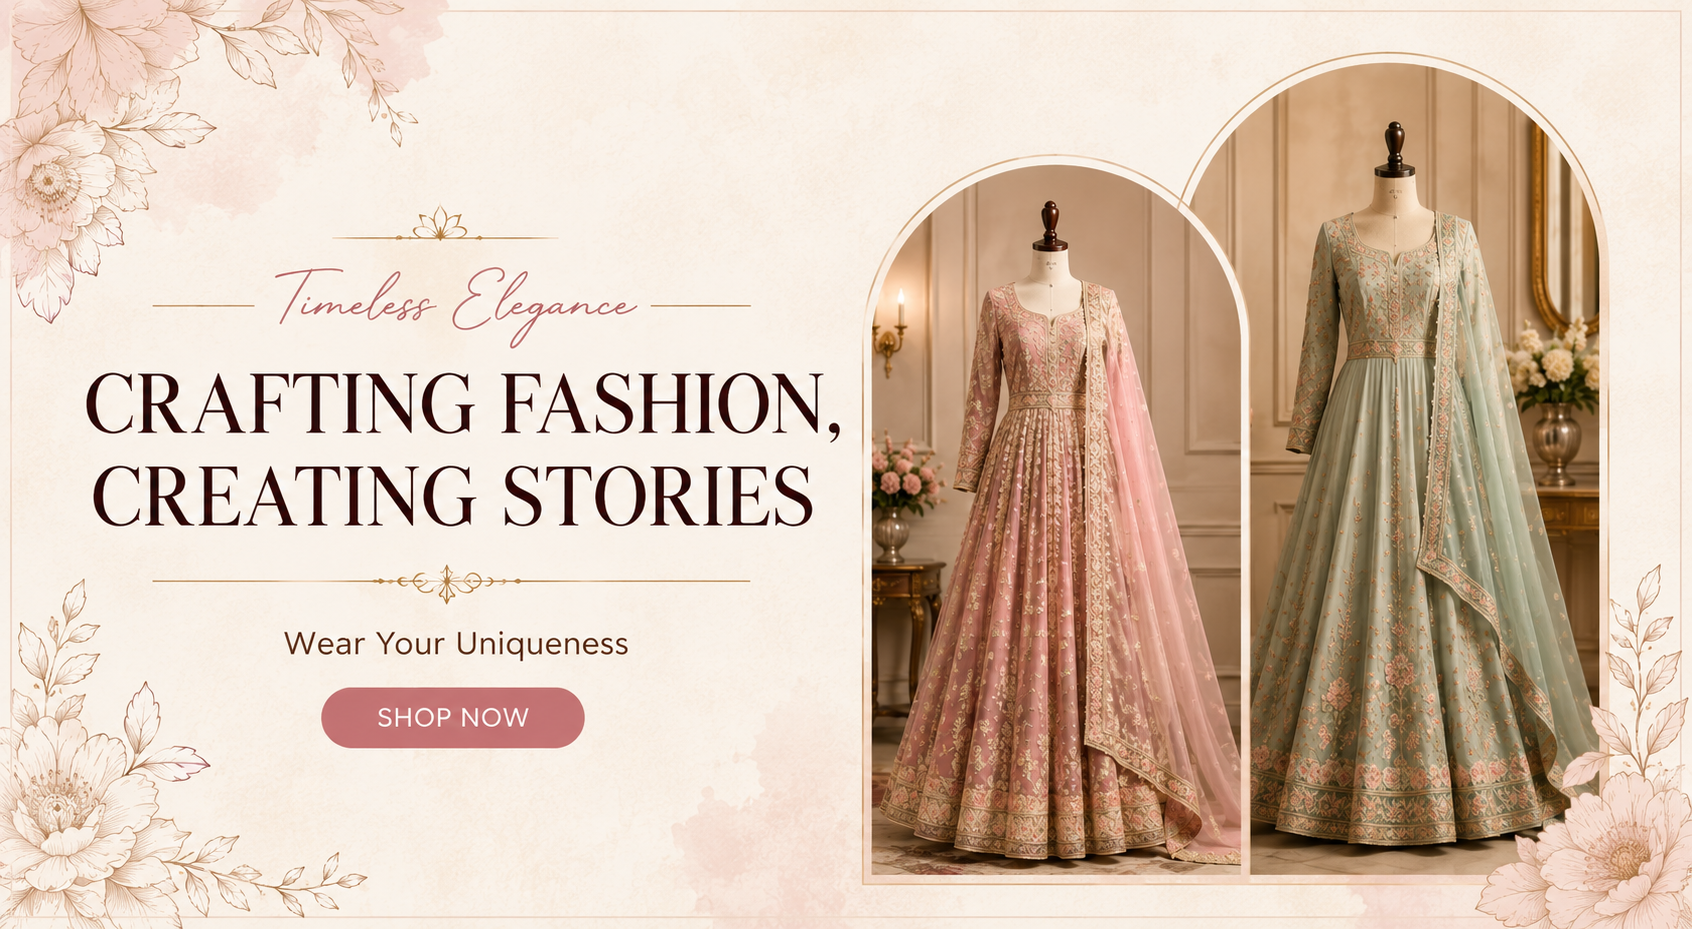 Timeless Elegance
CRAFTING FASHION,
CREATING STORIES
Wear Your Uniqueness
SHOP NOW